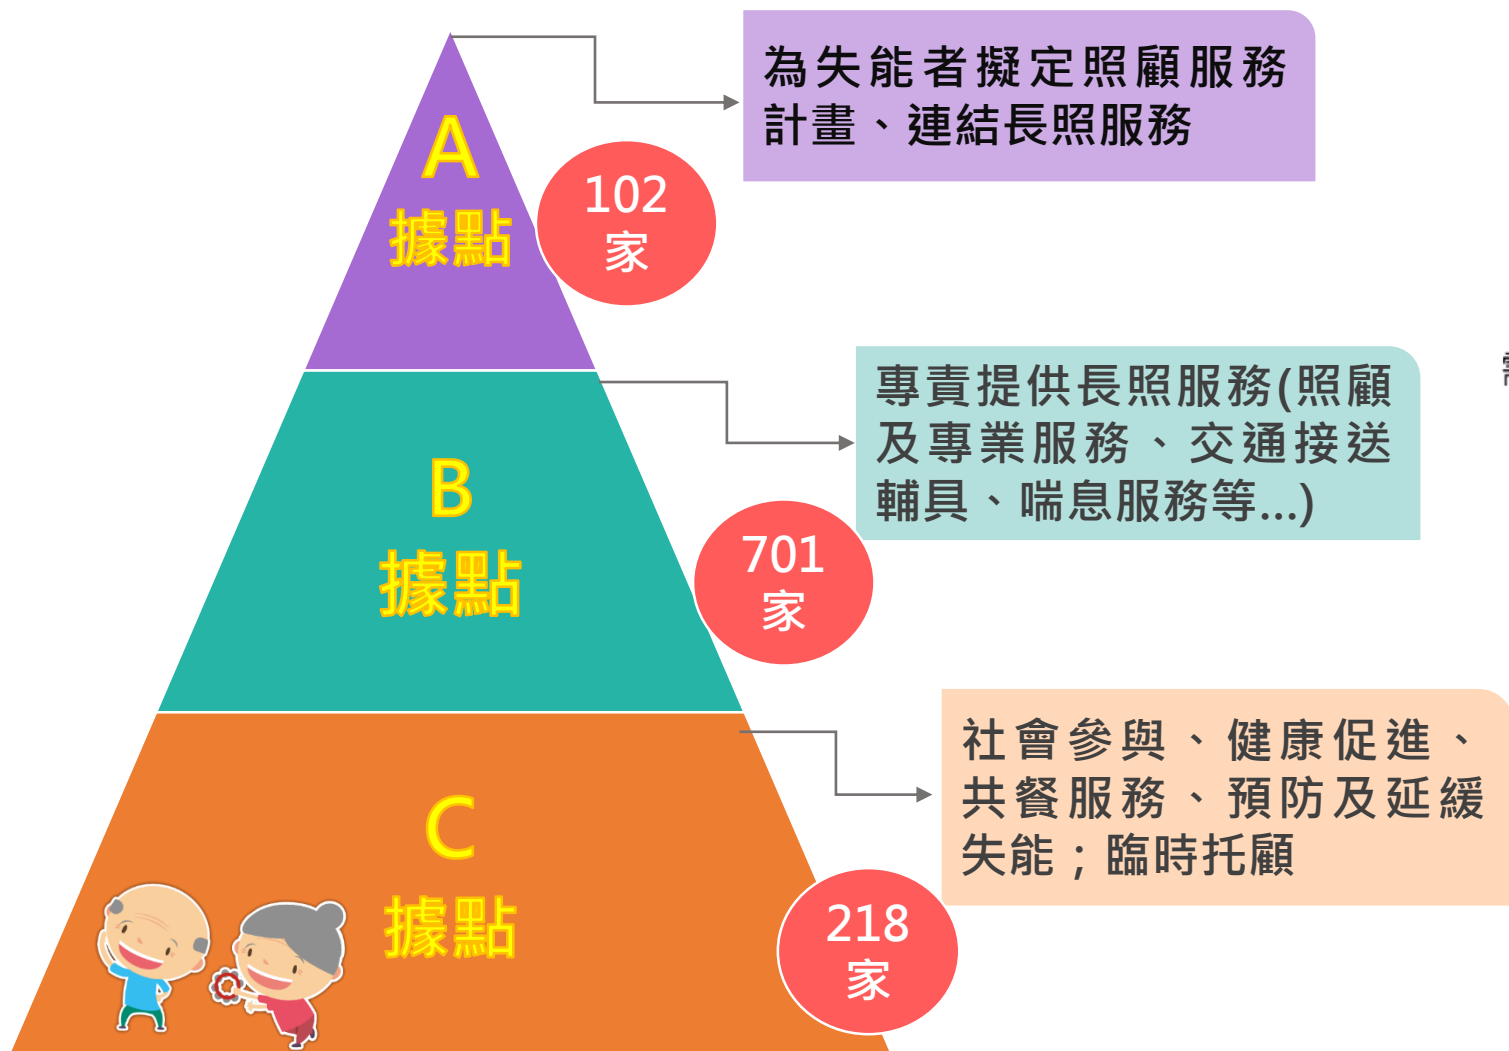 為失能者擬定照顧服務
計畫、連結長照服務
A
據點
102
家
專責提供長照服務(照顧
及專業服務、交通接送
輔具、喘息服務等...)
B
據點
701
家
社會參與、健康促進、
共餐服務、預防及延緩
失能；臨時托顧
C
據點
218
家